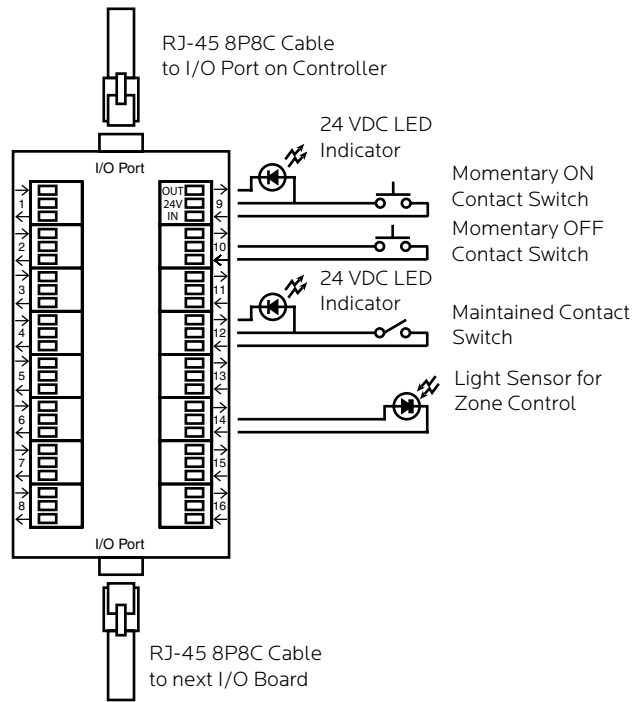 RJ-45 8P8C Cable
to I/O Port on Controller
24 VDC LED
Indicator
I/O Port
Momentary ON
Contact Switch
1
OUT
24V
IN
9
Momentary OFF
Contact Switch
2
10
24 VDC LED
Indicator
3
11
Maintained Contact
Switch
4
12
Light Sensor for
Zone Control
5
13
6
14
7
15
8
16
I/O Port
RJ-45 8P8C Cable
to next I/O Board